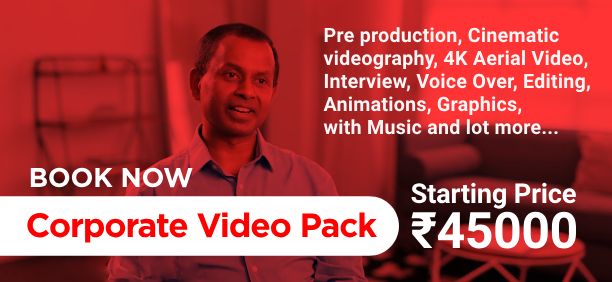 Pre production, Cinematic
videography, 4K Aerial Video,
Interview, Voice Over, Editing,
Animations, Graphics,
with Music and lot more...
BOOK NOW
Corporate Video Pack
Starting Price
₹45000